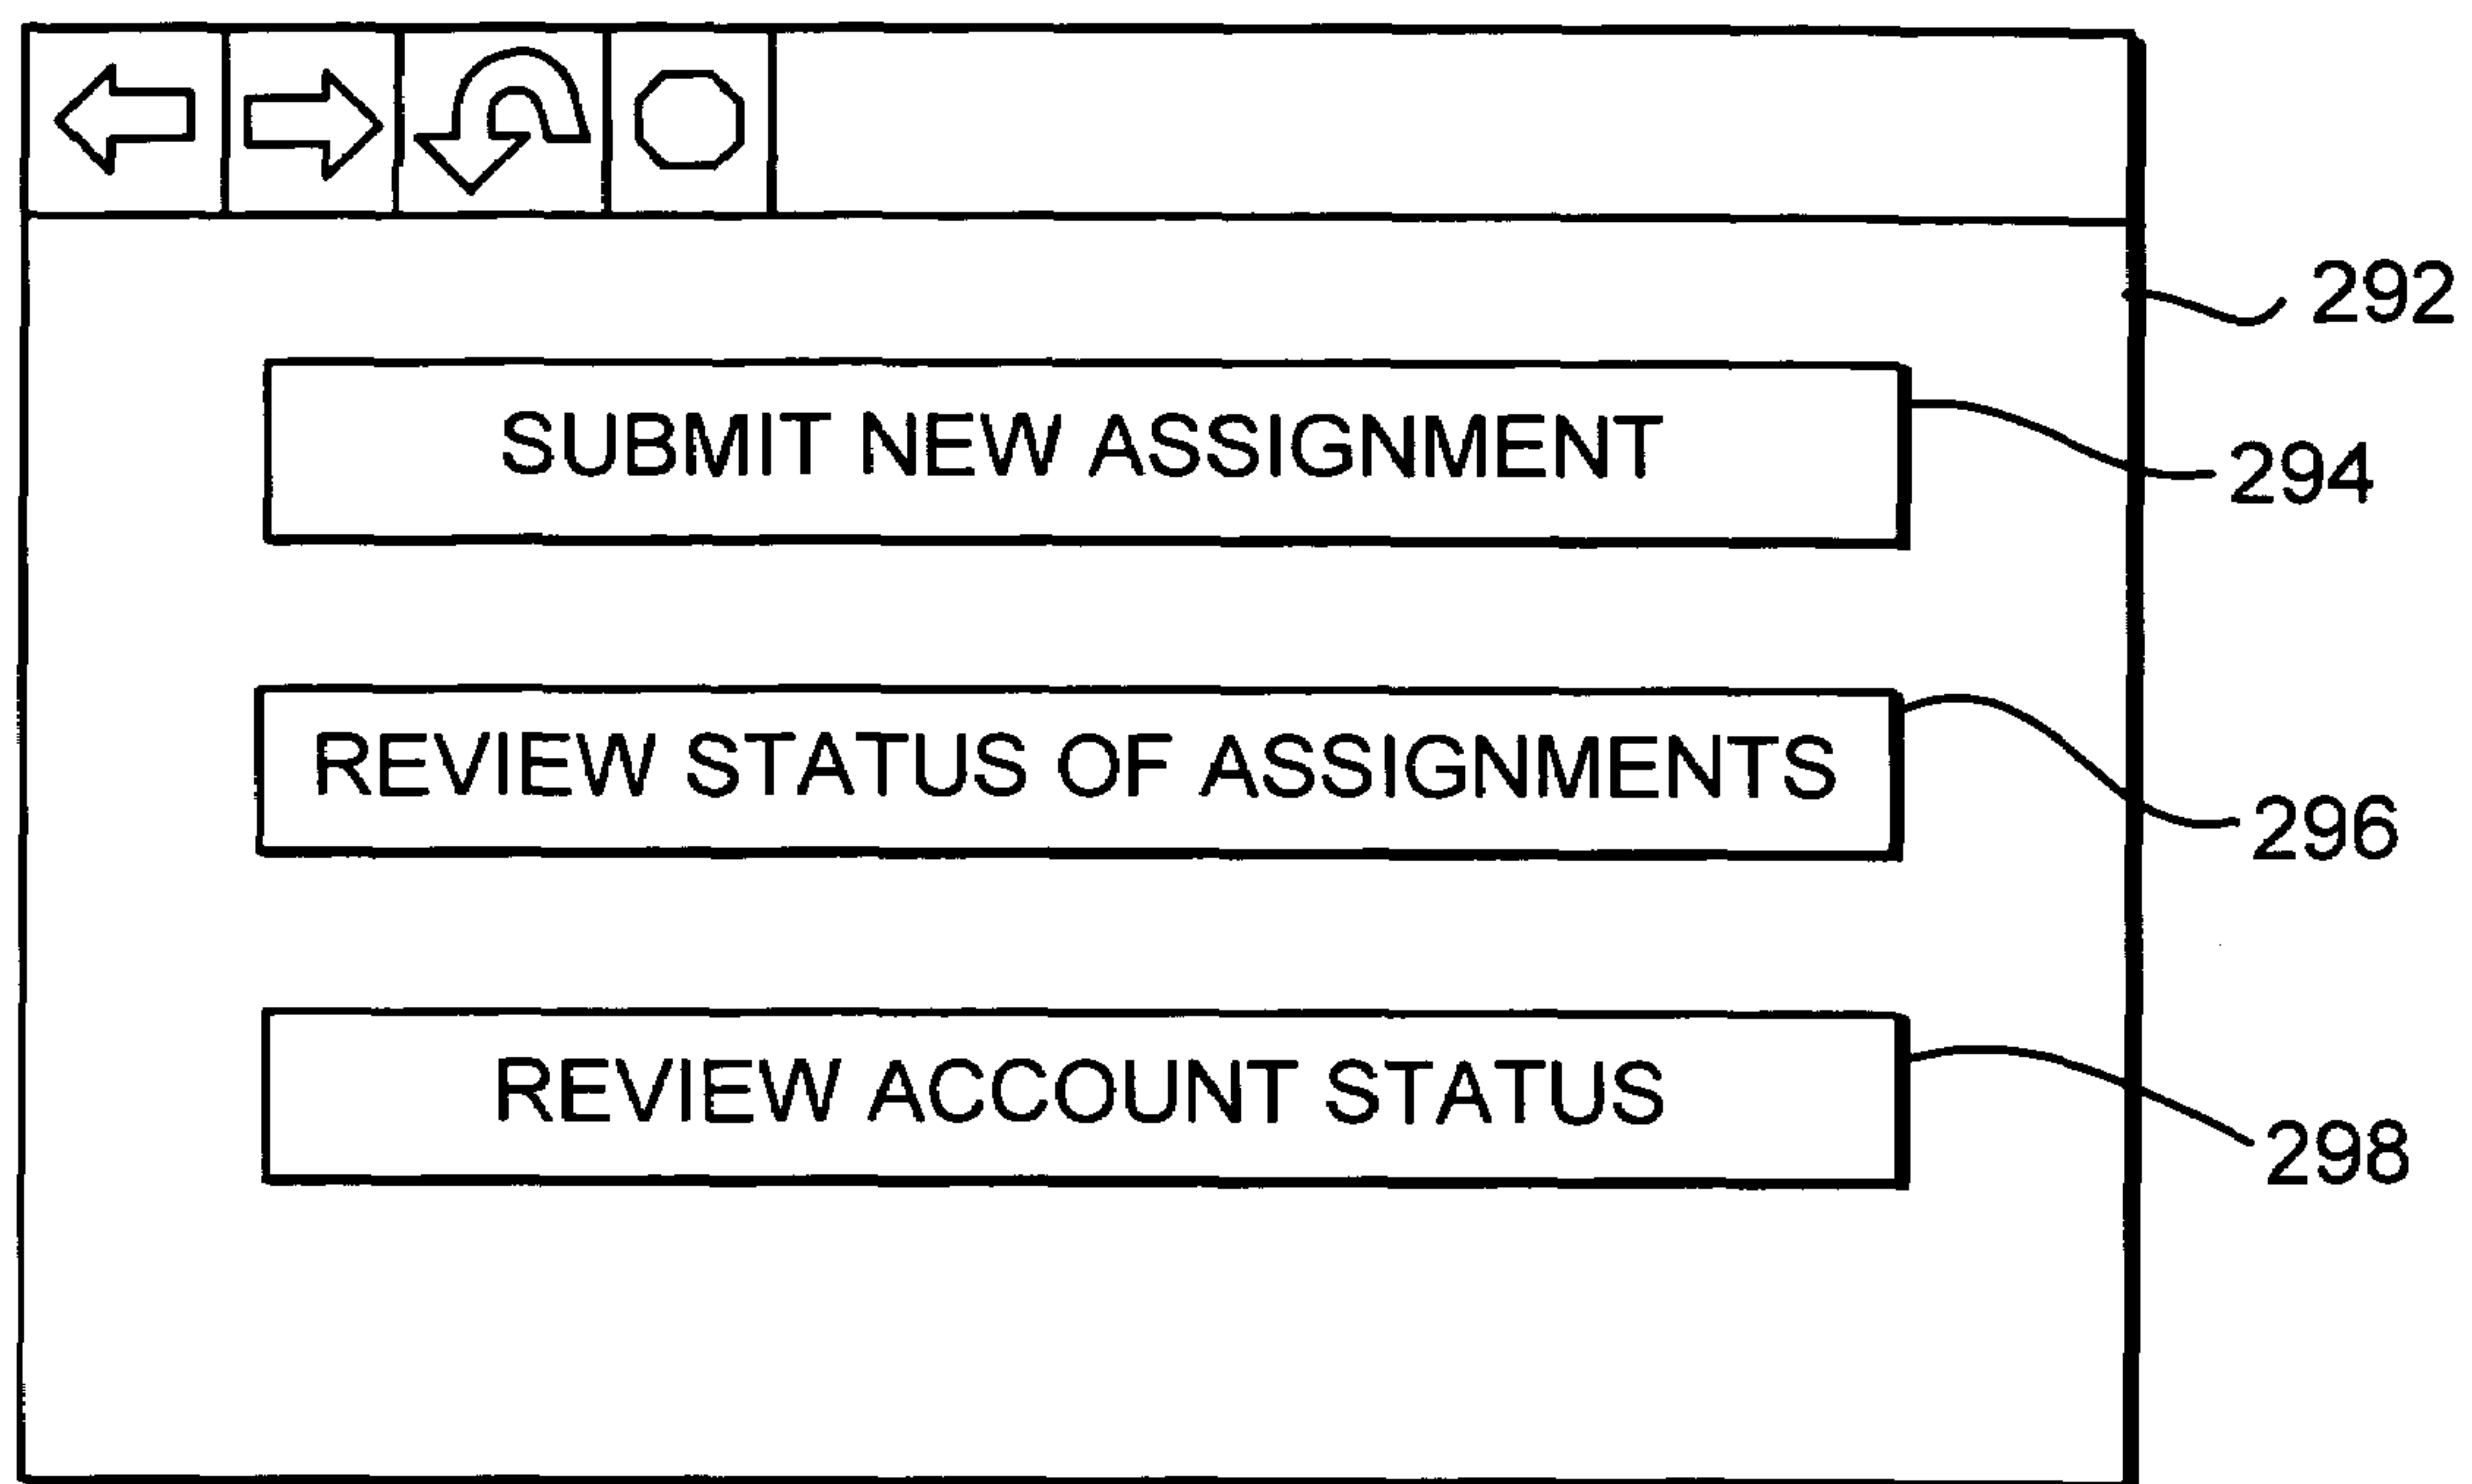 292
SUBMIT NEW ASSIGNMENT
294
REVIEW STATUS OF ASSIGNMENTS
296
REVIEW ACCOUNT STATUS
298